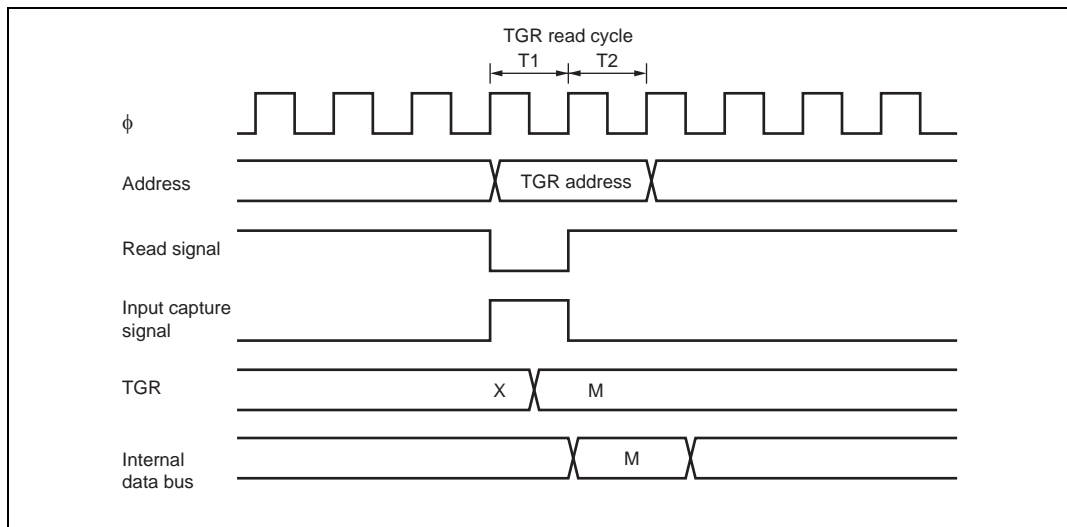 TGR read cycle
T1 T2
ϕ
Address
TGR address
Read signal
Input capture
signal
TGR
X M
Internal
data bus
M